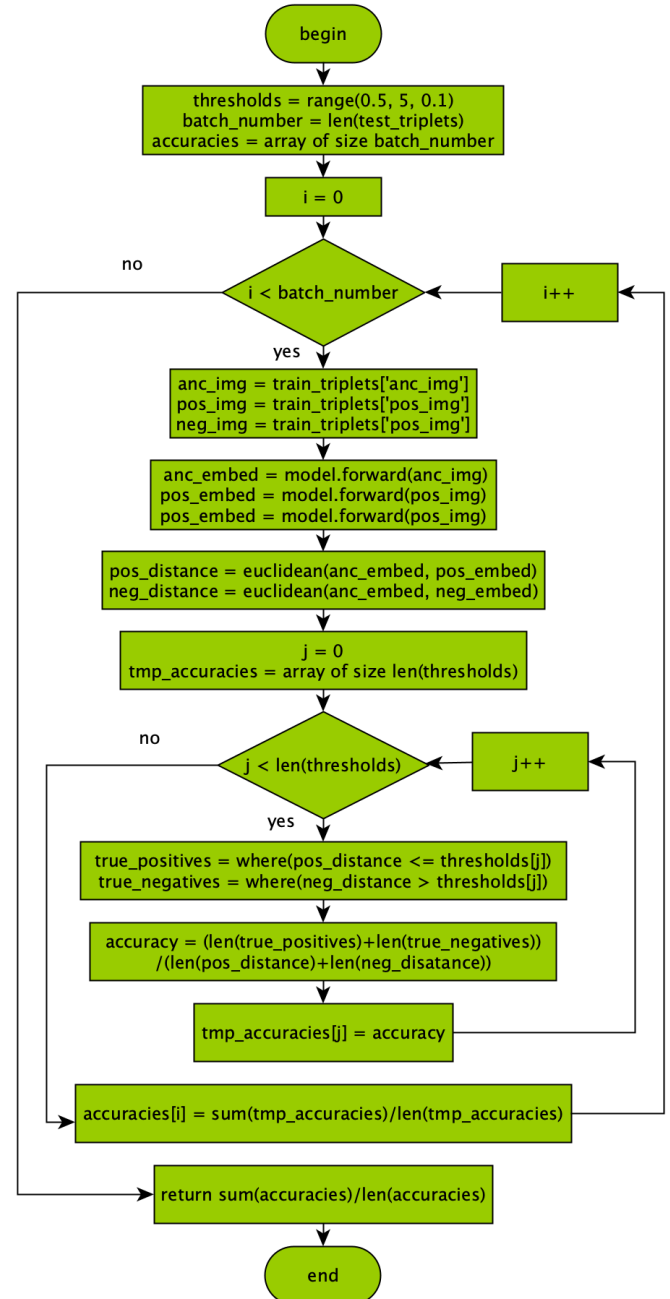 begin
thresholds = range(0.5, 5, 0.1)
batch_number = len(test_triplets)
accuracies = array of size batch_number
i = 0
no
i < batch_number
i++
yes
anc_img = train_triplets['anc_img']
pos_img = train_triplets['pos_img']
neg_img = train_triplets['pos_img']
anc_embed = model.forward(anc_img)
pos_embed = model.forward(pos_img)
pos_embed = model.forward(pos_img)
pos_distance = euclidean(anc_embed, pos_embed)
neg_distance = euclidean(anc_embed, neg_embed)
j = 0
tmp_accuracies = array of size len(thresholds)
no
j < len(thresholds)
j++
yes
true_positives = where(pos_distance <= thresholds[j])
true_negatives = where(neg_distance > thresholds[j])
accuracy = (len(true_positives)+len(true_negatives))
/(len(pos_distance)+len(neg_disatance))
tmp_accuracies[j] = accuracy
accuracies[i] = sum(tmp_accuracies)/len(tmp_accuracies)
return sum(accuracies)/len(accuracies)
end